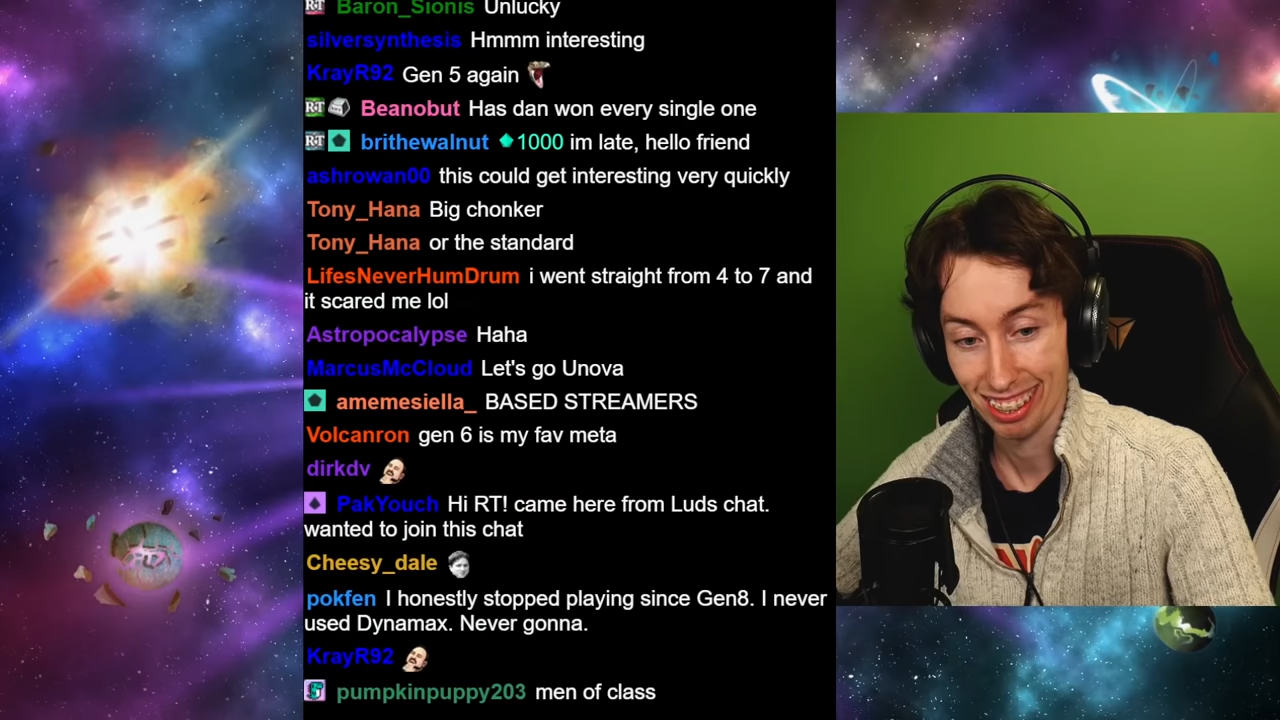 RT Baron_Sionis Unlucky
silversynthesis Hmmm interesting
KrayR92 Gen 5 again
RT Beanobut Has dan won every single one
RT brithewalnut 1000 im late, hello friend
ashrowan00 this could get interesting very quickly
Tony_Hana Big chonker
Tony_Hana or the standard
LifesNeverHumDrum i went straight from 4 to 7 and
it scared me lol
Astropocalypse Haha
MarcusMcCloud Let's go Unova
amemesiella_ BASED STREAMERS
Volcanron gen 6 is my fav meta
dirkdv
PakYouch Hi RT! came here from Luds chat.
wanted to join this chat
Cheesy_dale
pokfen I honestly stopped playing since Gen8. I never
used Dynamax. Never gonna.
KrayR92
pumpkinpuppy203 men of class